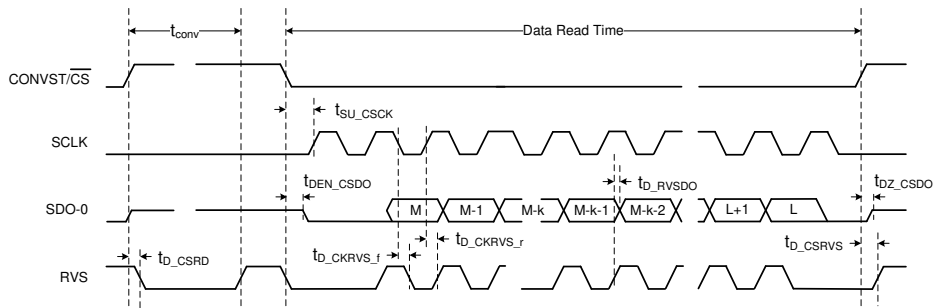 t_conv
Data Read Time
CONVST/C̅S̅
t_SU_CSCK
SCLK
t_DEN_CSDO
t_D_RVSDO
t_DZ_CSDO
SDO-0
M
M-1
M-k
M-k-1
M-k-2
L+1
L
t_D_CKRVS_r
t_D_CSRD
t_D_CKRVS_f
t_D_CSRVS
RVS